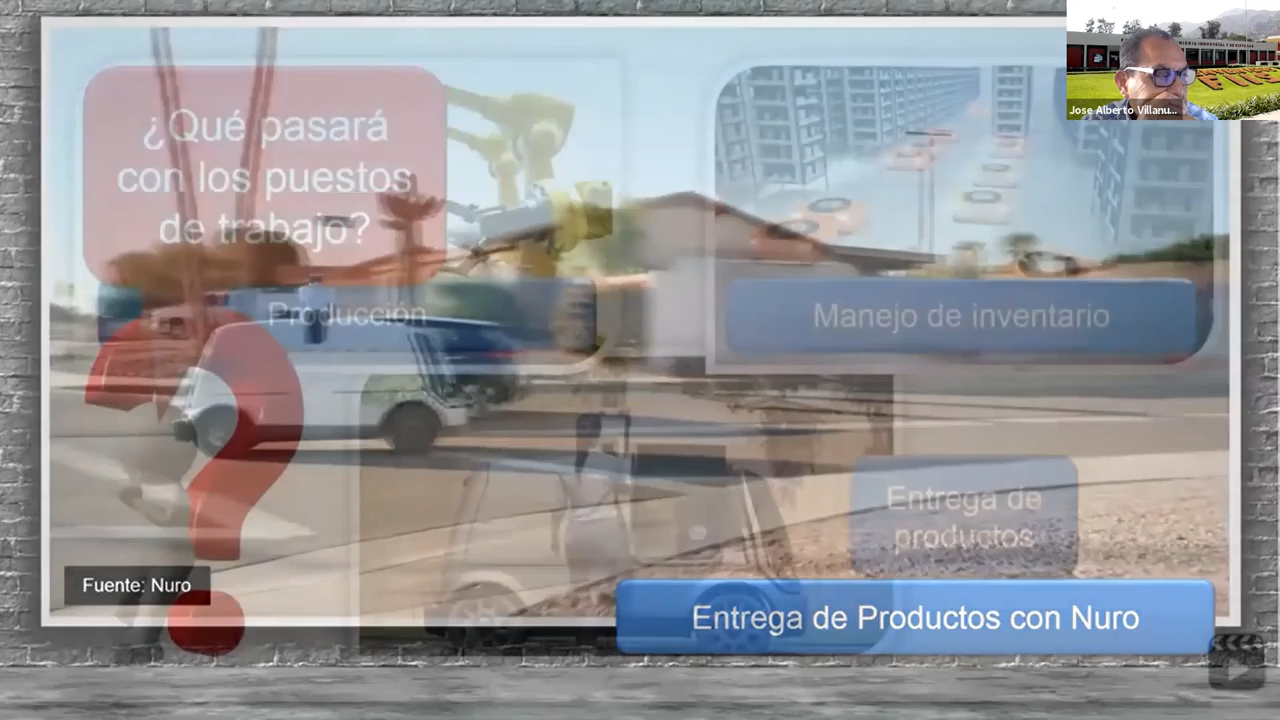 ¿Qué pasará
con los puestos
de trabajo?
Producción
Manejo de inventario
Entrega de
productos
Fuente: Nuro
Entrega de Productos con Nuro
Jose Alberto Villanu...